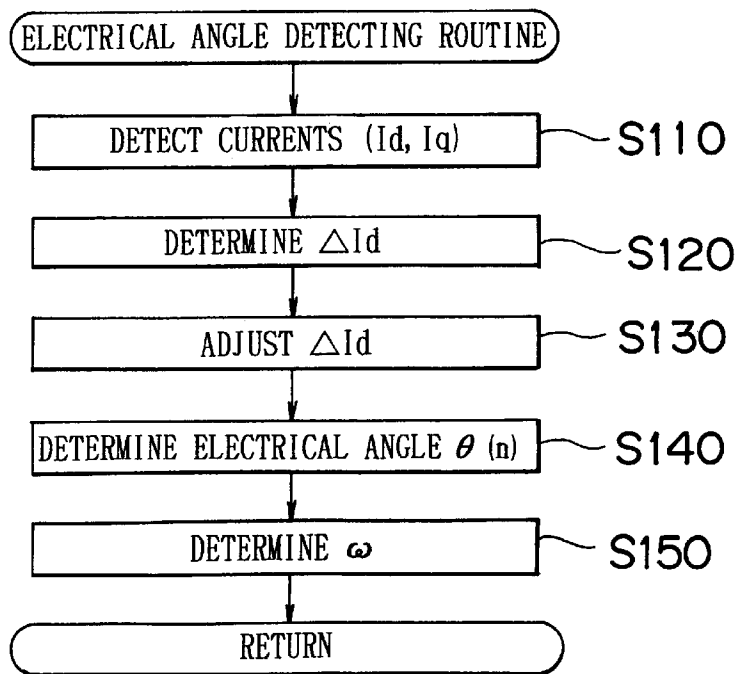 ELECTRICAL ANGLE DETECTING ROUTINE
DETECT CURRENTS (Id, Iq)
S110
DETERMINE △Id
S120
ADJUST △Id
S130
DETERMINE ELECTRICAL ANGLE θ (n)
S140
DETERMINE ω
S150
RETURN